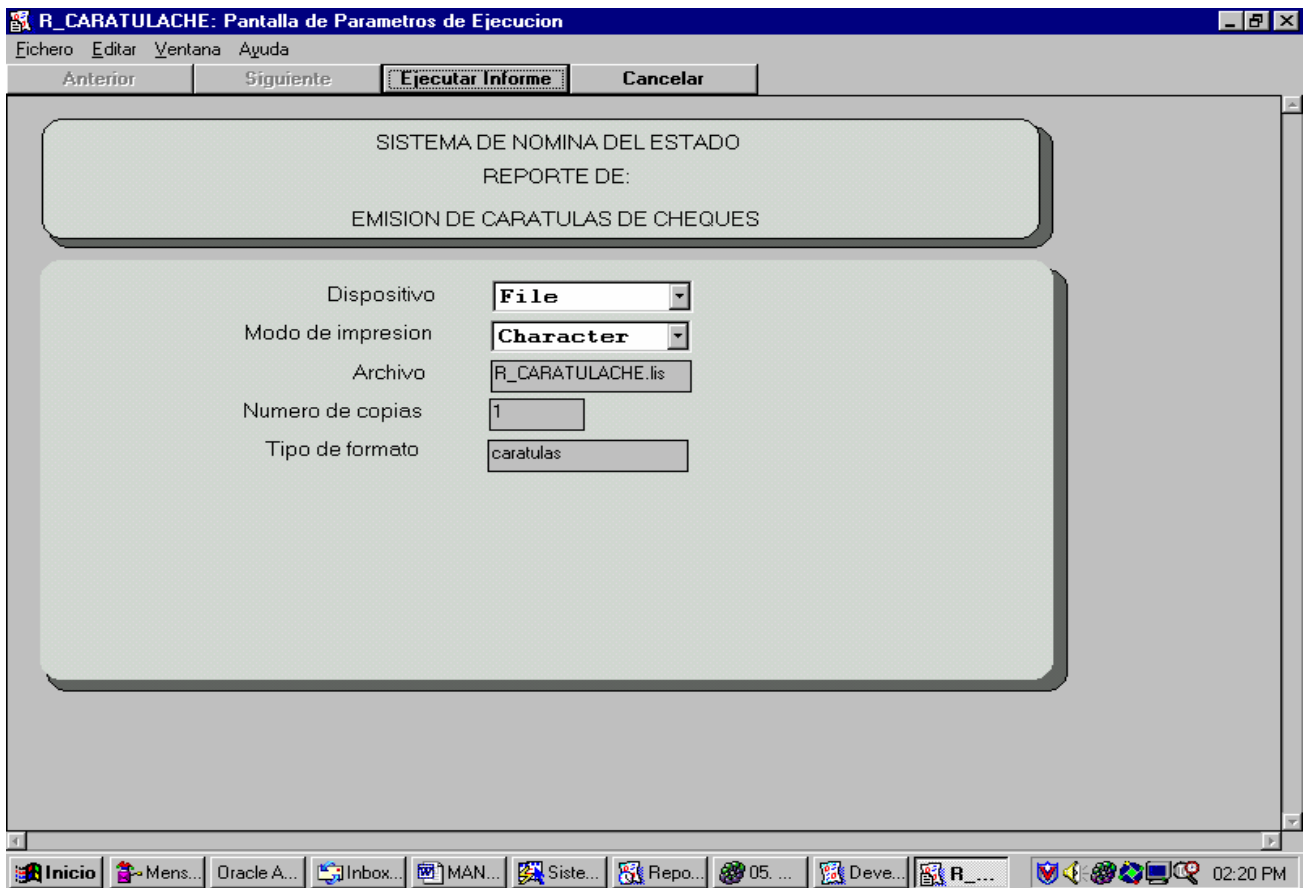 R_CARATULACHE: Pantalla de Parametros de Ejecucion
Fichero Editar Ventana Ayuda
Anterior Siguiente Ejecutar Informe Cancelar
SISTEMA DE NOMINA DEL ESTADO
REPORTE DE:
EMISION DE CARATULAS DE CHEQUES
Dispositivo File
Modo de impresion Character
Archivo R_CARATULACHE.lis
Numero de copias 1
Tipo de formato caratulas
Inicio Mens... Oracle A... Inbox... MAN... Siste... Repo... 05. ... Deve... R_... 02:20 PM